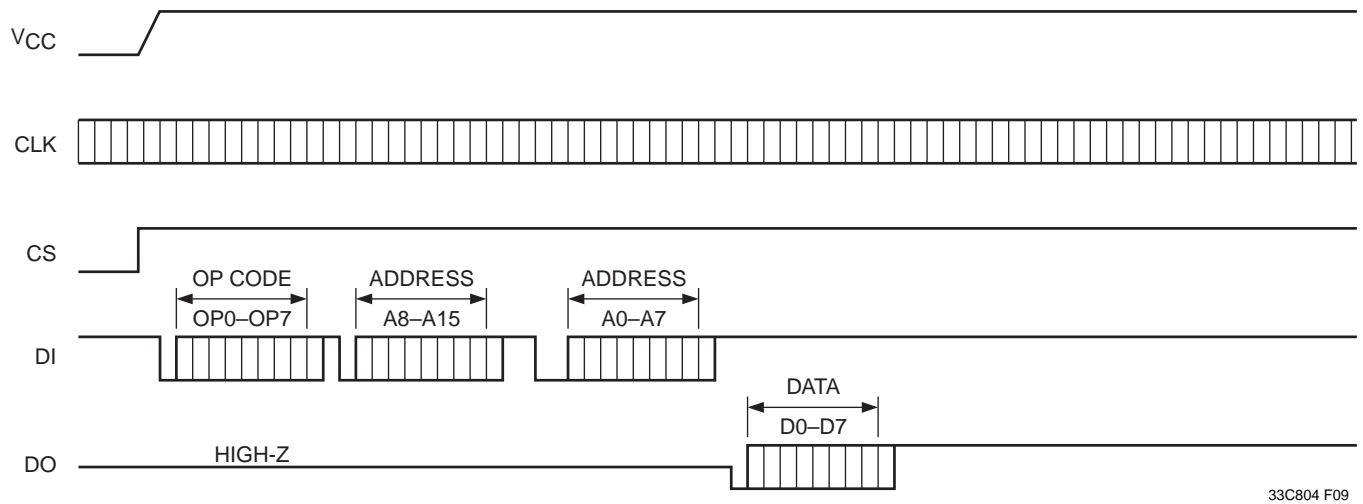 VCC
CLK
CS
OP CODE ADDRESS ADDRESS
OP0–OP7 A8–A15 A0–A7
DI
DATA
D0–D7
HIGH-Z
DO
33C804 F09